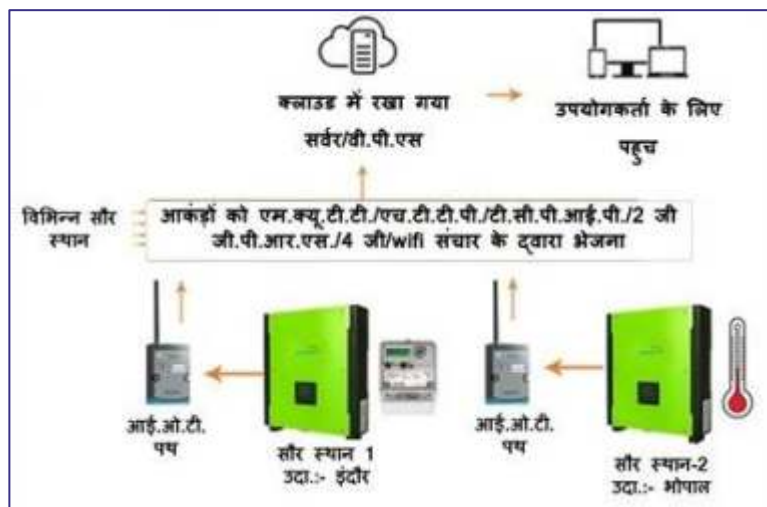 क्लाउड में रखा गया
सर्वर/वी.पी.एस
उपयोगकर्ता के लिए
पहुच
विभिन्न सौर
स्थान
आकंड़ों को एम.क्यू.टी.टी./एच.टी.टी.पी./टी.सी.पी.आई.पी./2 जी
जी.पी.आर.एस./4 जी/wifi संचार के द्वारा भेजना
आई.ओ.टी.
पथ
सौर स्थान 1
उदा.:- इंदौर
आई.ओ.टी.
पथ
सौर स्थान-2
उदा.:- भोपाल